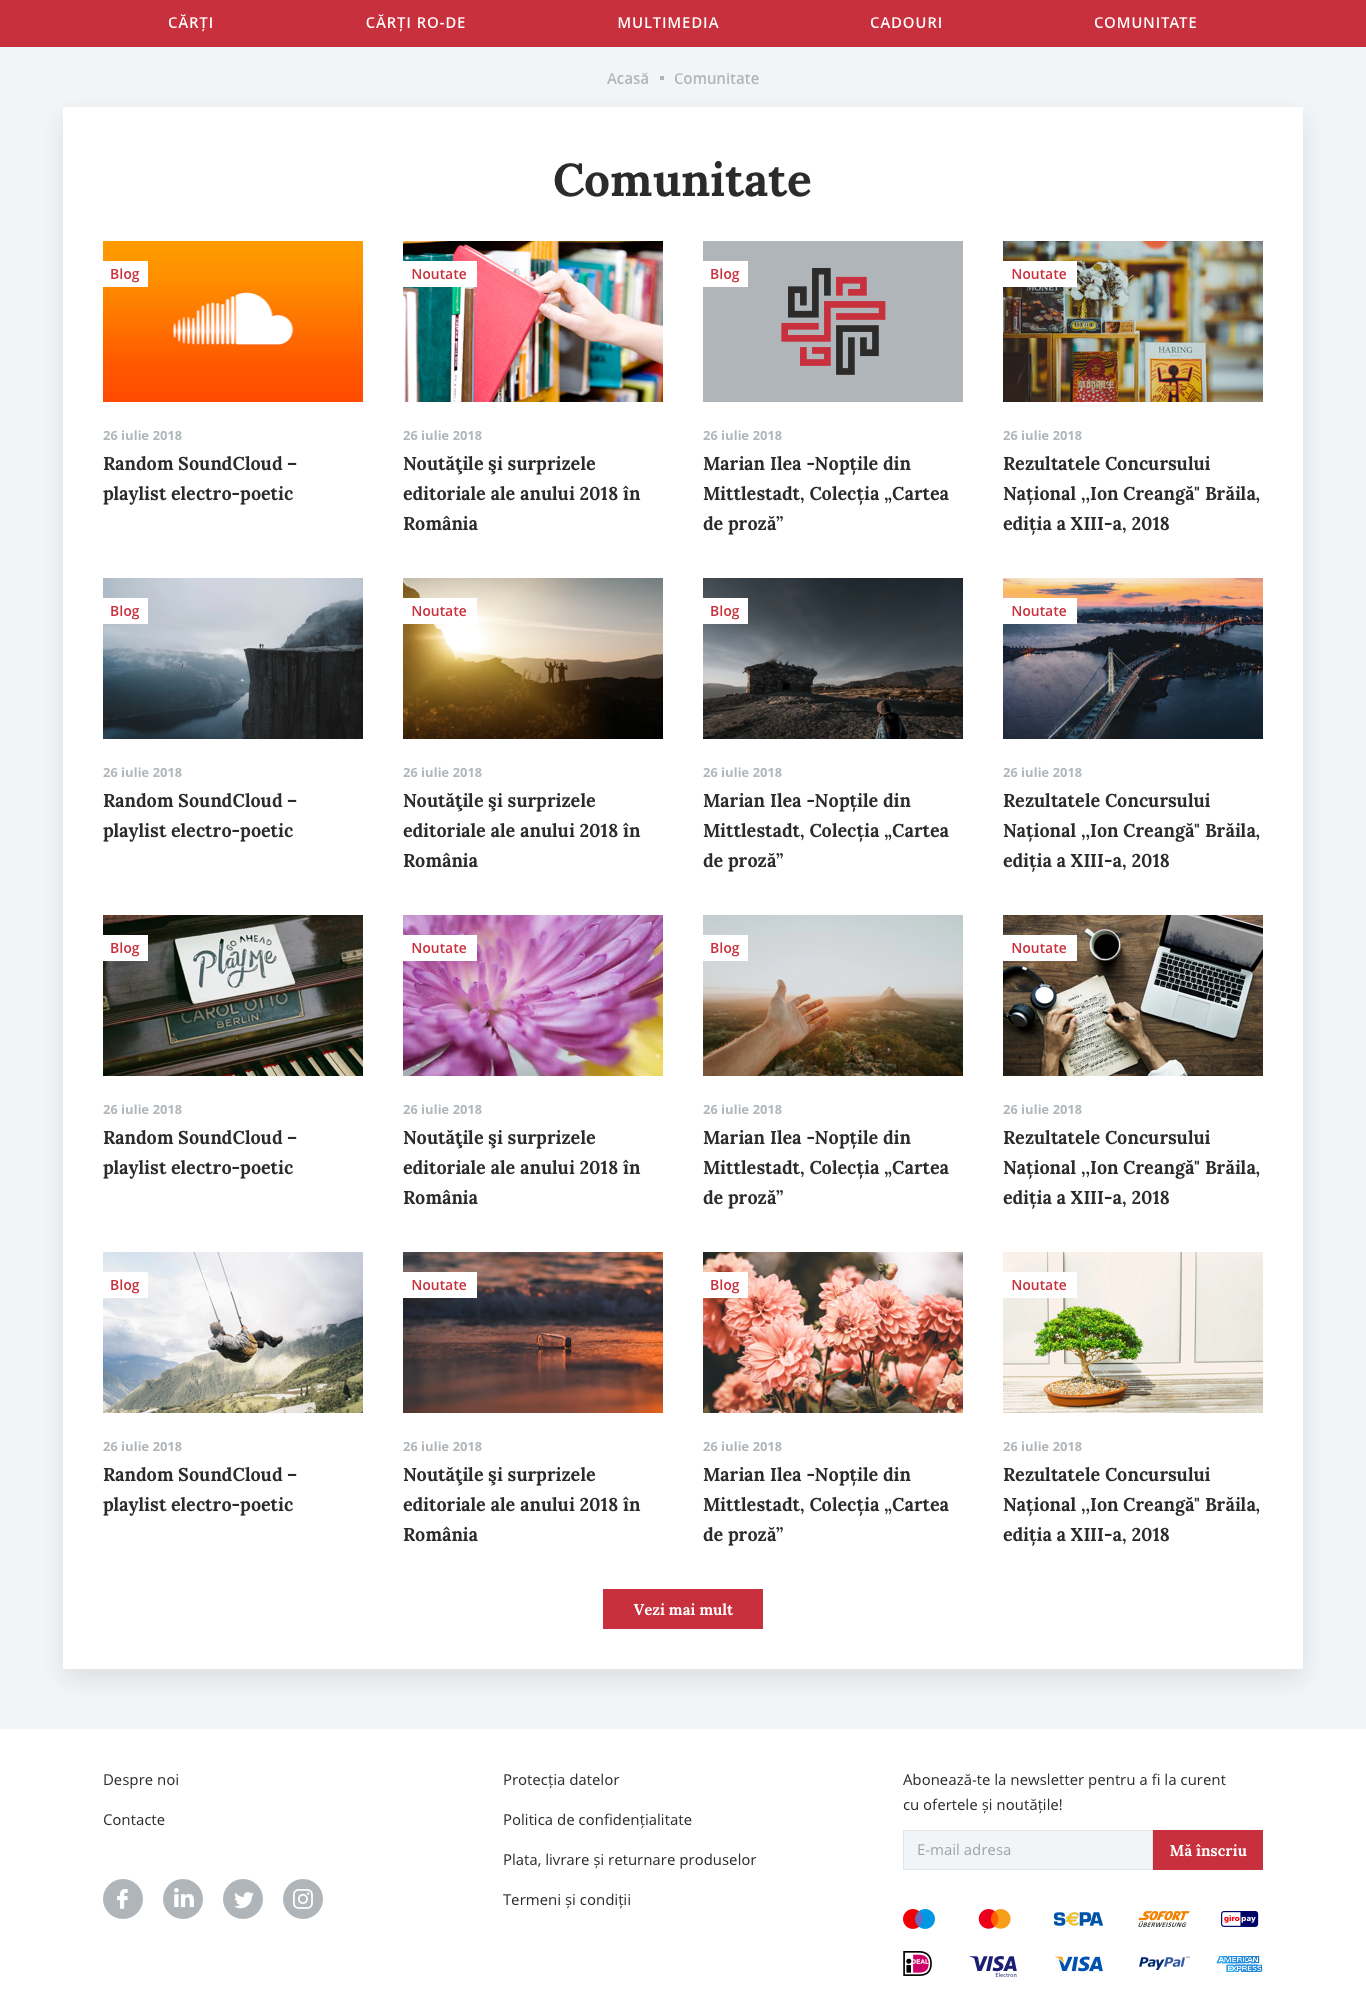 CĂRȚI
CĂRȚI RO-DE
MULTIMEDIA
CADOURI
COMUNITATE
Acasă
Comunitate
Comunitate
Blog
Noutate
Blog
Noutate
MONEY
HARING
26 iulie 2018
Random SoundCloud –
playlist electro-poetic
26 iulie 2018
Noutăţile şi surprizele
editoriale ale anului 2018 în
România
26 iulie 2018
Marian Ilea -Nopțile din
Mittlestadt, Colecția „Cartea
de proză”
26 iulie 2018
Rezultatele Concursului
Național ,,Ion Creangă" Brăila,
ediția a XIII-a, 2018
Blog
Noutate
Blog
Noutate
26 iulie 2018
Random SoundCloud –
playlist electro-poetic
26 iulie 2018
Noutăţile şi surprizele
editoriale ale anului 2018 în
România
26 iulie 2018
Marian Ilea -Nopțile din
Mittlestadt, Colecția „Cartea
de proză”
26 iulie 2018
Rezultatele Concursului
Național ,,Ion Creangă" Brăila,
ediția a XIII-a, 2018
Blog
GO AHEAD
Play me
CAROL OTTO
BERLIN
Noutate
Blog
Noutate
26 iulie 2018
Random SoundCloud –
playlist electro-poetic
26 iulie 2018
Noutăţile şi surprizele
editoriale ale anului 2018 în
România
26 iulie 2018
Marian Ilea -Nopțile din
Mittlestadt, Colecția „Cartea
de proză”
26 iulie 2018
Rezultatele Concursului
Național ,,Ion Creangă" Brăila,
ediția a XIII-a, 2018
Blog
Noutate
Blog
Noutate
26 iulie 2018
Random SoundCloud –
playlist electro-poetic
26 iulie 2018
Noutăţile şi surprizele
editoriale ale anului 2018 în
România
26 iulie 2018
Marian Ilea -Nopțile din
Mittlestadt, Colecția „Cartea
de proză”
26 iulie 2018
Rezultatele Concursului
Național ,,Ion Creangă" Brăila,
ediția a XIII-a, 2018
Vezi mai mult
Despre noi
Contacte
Protecția datelor
Politica de confidențialitate
Plata, livrare și returnare produselor
Termeni și condiții
Abonează-te la newsletter pentru a fi la curent
cu ofertele și noutățile!
E-mail adresa
Mă înscriu
S€PA
SOFORT
ÜBERWEISUNG
giropay
iDEAL
VISA
Electron
VISA
PayPal
AMERICAN
EXPRESS